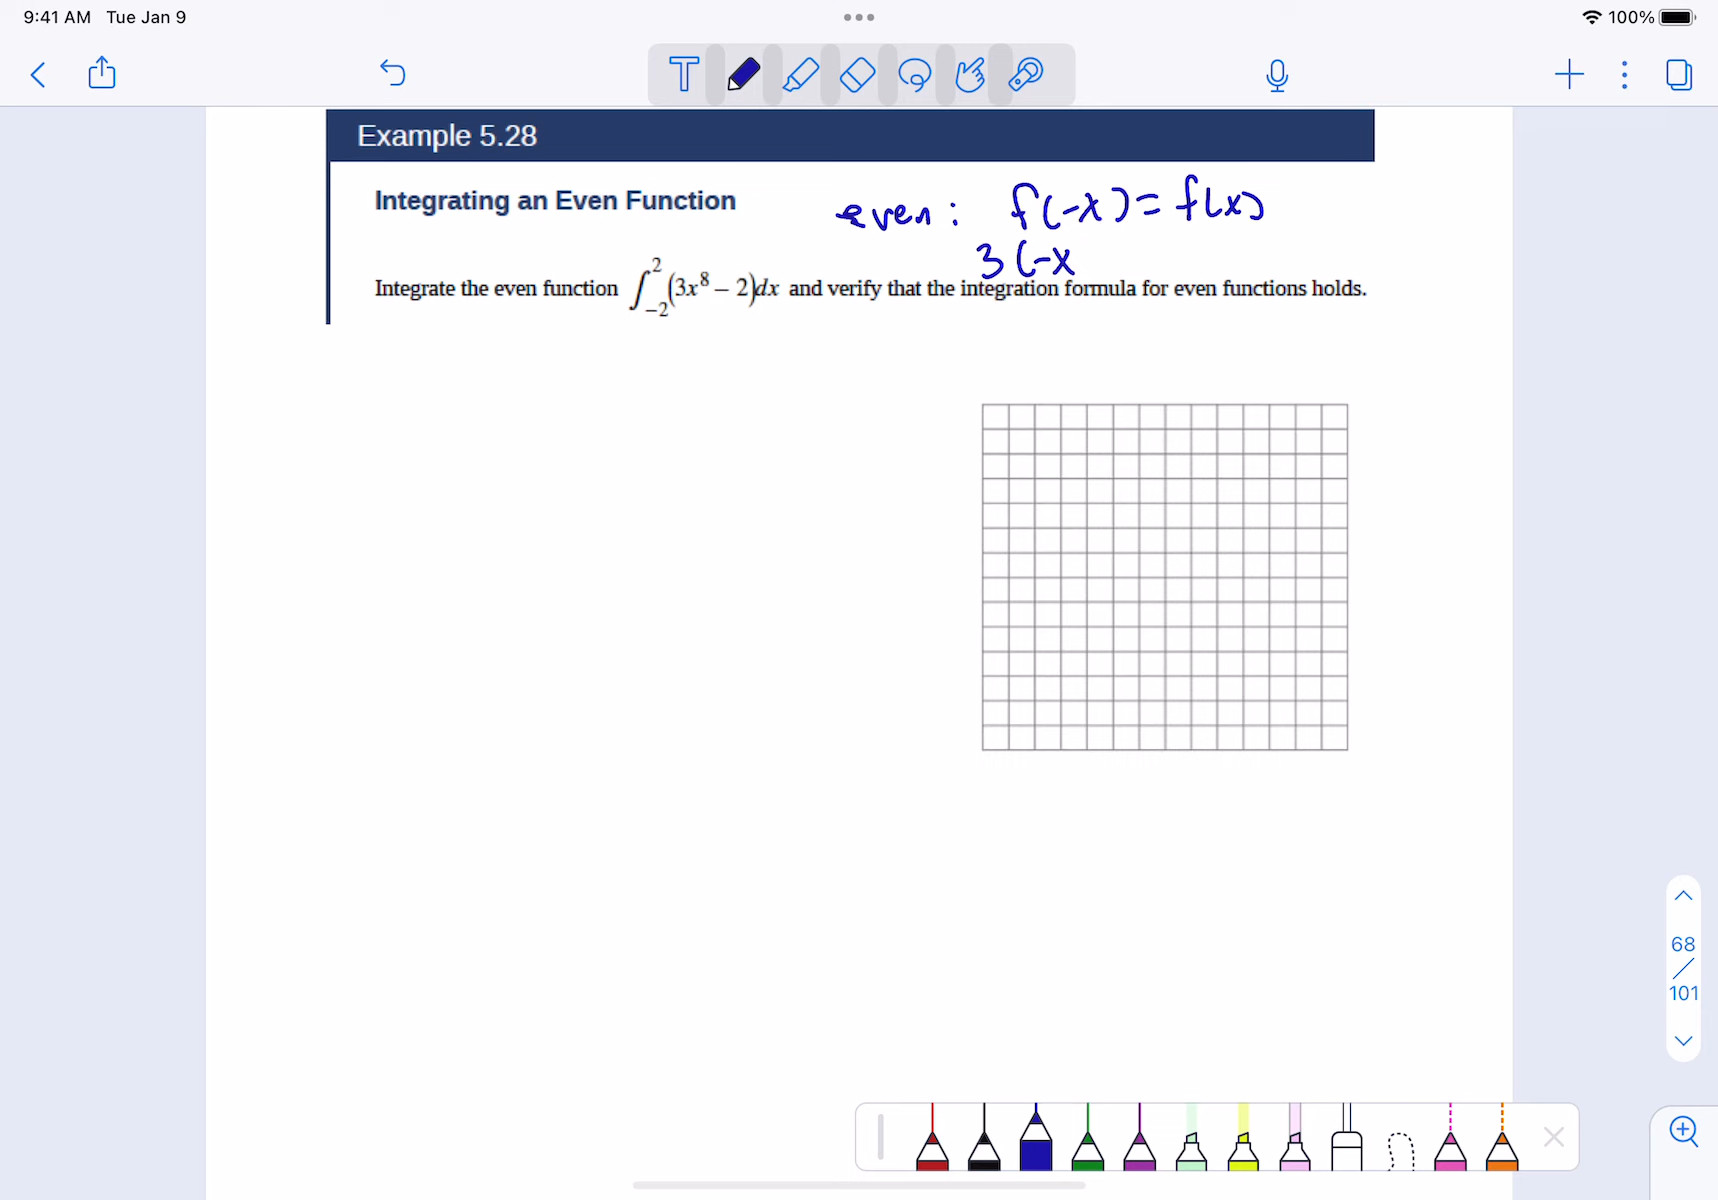 9:41 AM Tue Jan 9
100%
T
Example 5.28
Integrating an Even Function
even: f(-x)=f(x)
3(-x
Integrate the even function ∫₋₂² (3x⁸ – 2)dx and verify that the integration formula for even functions holds.
68
/
101